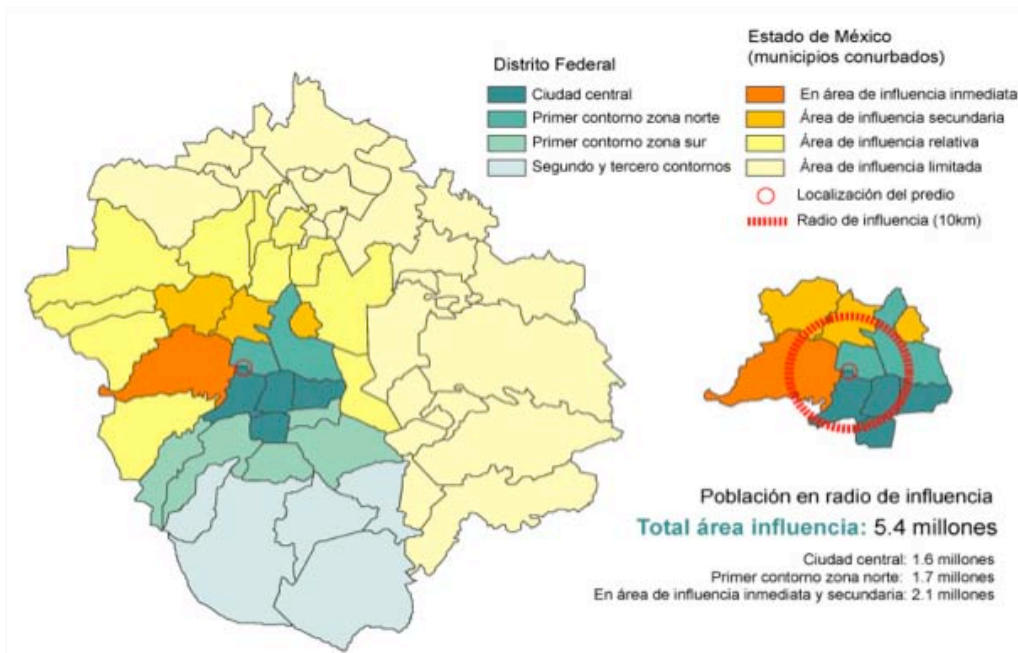 Distrito Federal
Ciudad central
Primer contorno zona norte
Primer contorno zona sur
Segundo y tercero contornos
Estado de México
(municipios conurbados)
En área de influencia inmediata
Área de influencia secundaria
Área de influencia relativa
Área de influencia limitada
Localización del predio
Radio de influencia (10km)
Población en radio de influencia
Total área influencia: 5.4 millones
Ciudad central: 1.6 millones
Primer contorno zona norte: 1.7 millones
En área de influencia inmediata y secundaria: 2.1 millones